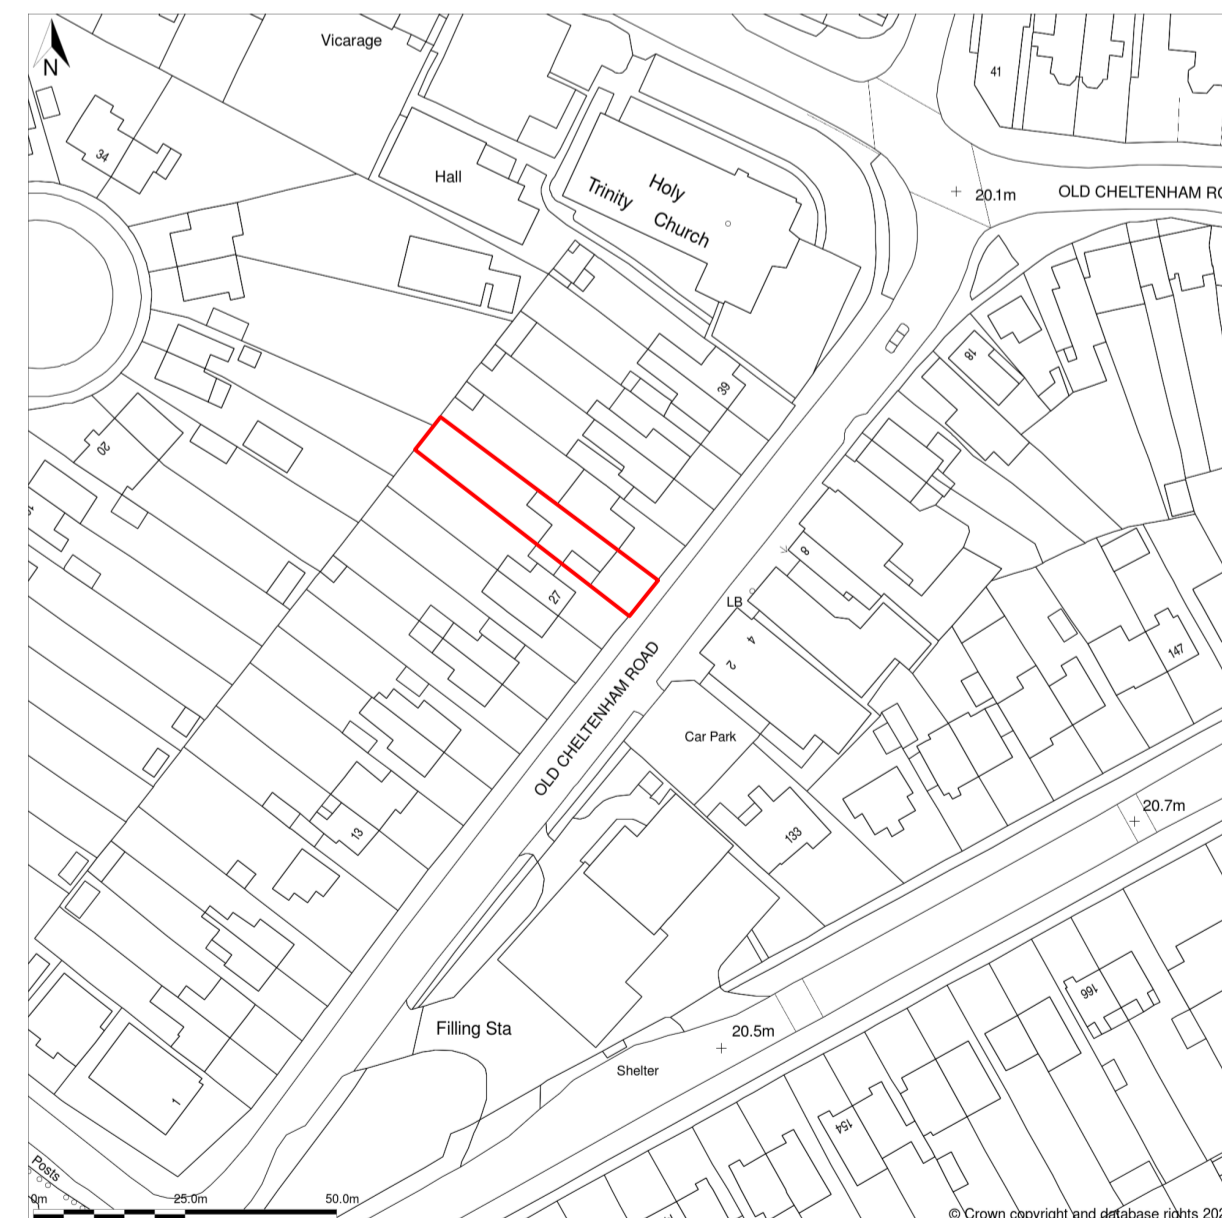 Vicarage
N
41
34
Hall
Holy
Trinity
Church
20.1m
OLD CHELTENHAM RO
18
39
20
8
27
LB
4
2
147
OLD CHELTENHAM ROAD
Car Park
20.7m
13
133
166
Filling Sta
20.5m
Shelter
1
154
Posts
0m 25.0m 50.0m
© Crown copyright and database rights 202